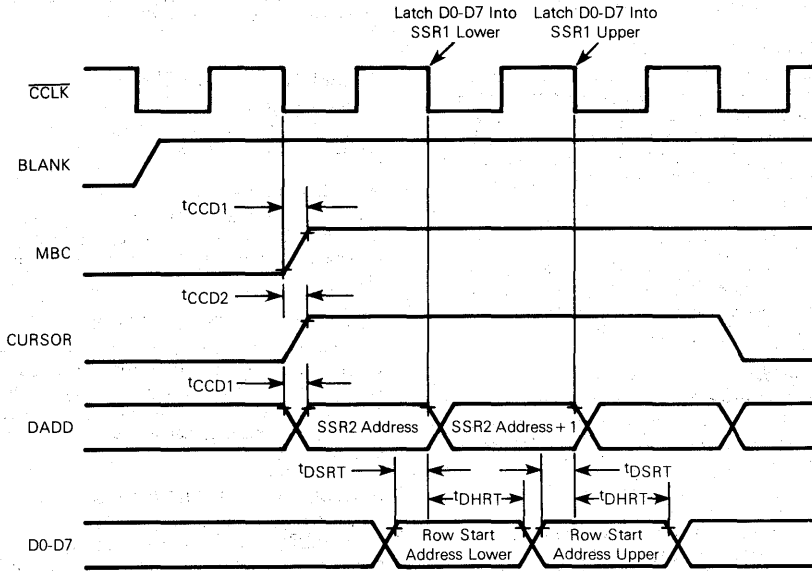 Latch D0-D7 Into
SSR1 Lower
Latch D0-D7 Into
SSR1 Upper
CCLK
BLANK
tCCD1
MBC
tCCD2
CURSOR
tCCD1
DADD
SSR2 Address
SSR2 Address + 1
tDSRT
tDSRT
tDHRT
tDHRT
D0-D7
Row Start
Address Lower
Row Start
Address Upper